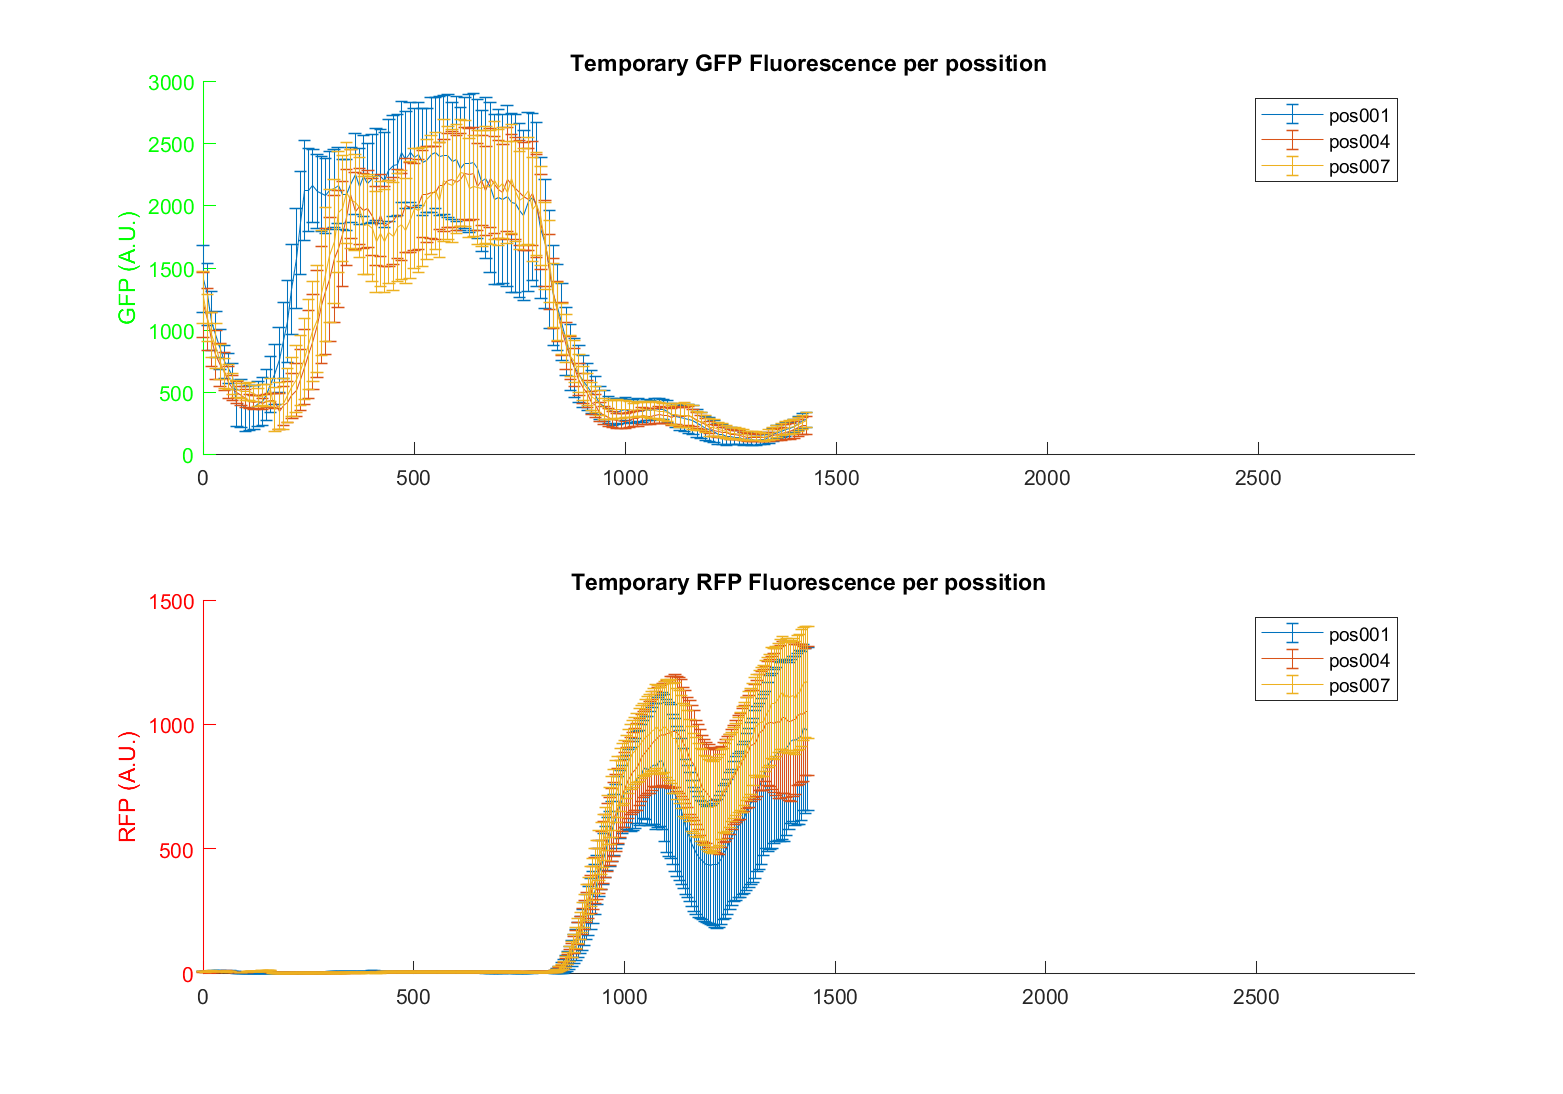 Temporary GFP Fluorescence per possition
3000
2500
2000
1500
1000
500
0
GFP (A.U.)
0 500 1000 1500 2000 2500
pos001
pos004
pos007
Temporary RFP Fluorescence per possition
1500
1000
500
0
RFP (A.U.)
0 500 1000 1500 2000 2500
pos001
pos004
pos007